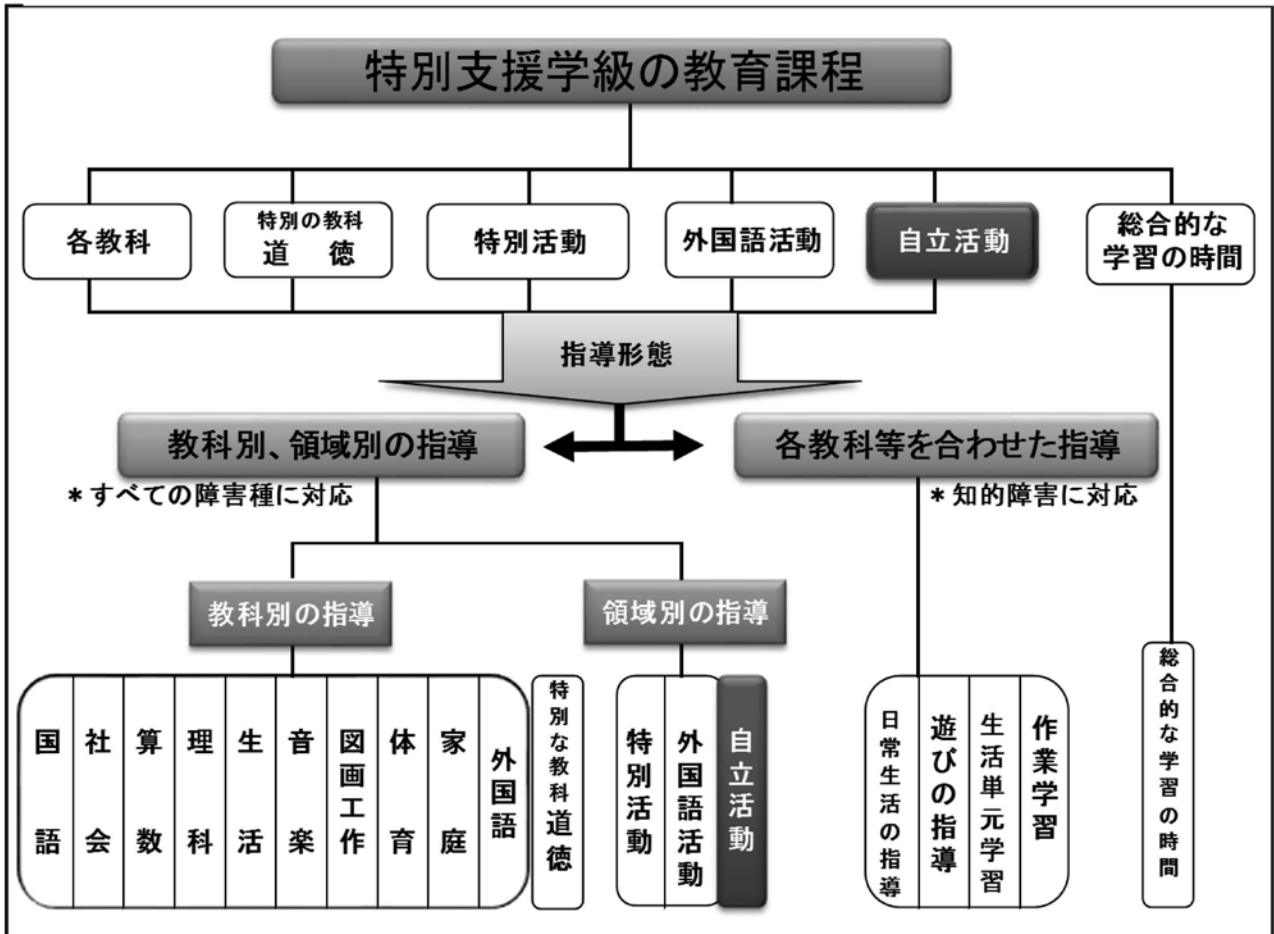 特別支援学級の教育課程
各教科
特別の教科
道　徳
特別活動
外国語活動
自立活動
総合的な
学習の時間
指導形態
教科別、領域別の指導
各教科等を合わせた指導
＊すべての障害種に対応
＊知的障害に対応
教科別の指導
領域別の指導
国語
社会
算数
理科
生活
音楽
図画工作
体育
家庭
外国語
特別な教科 道徳
特別活動
外国語活動
自立活動
日常生活の指導
遊びの指導
生活単元学習
作業学習
総合的な学習の時間